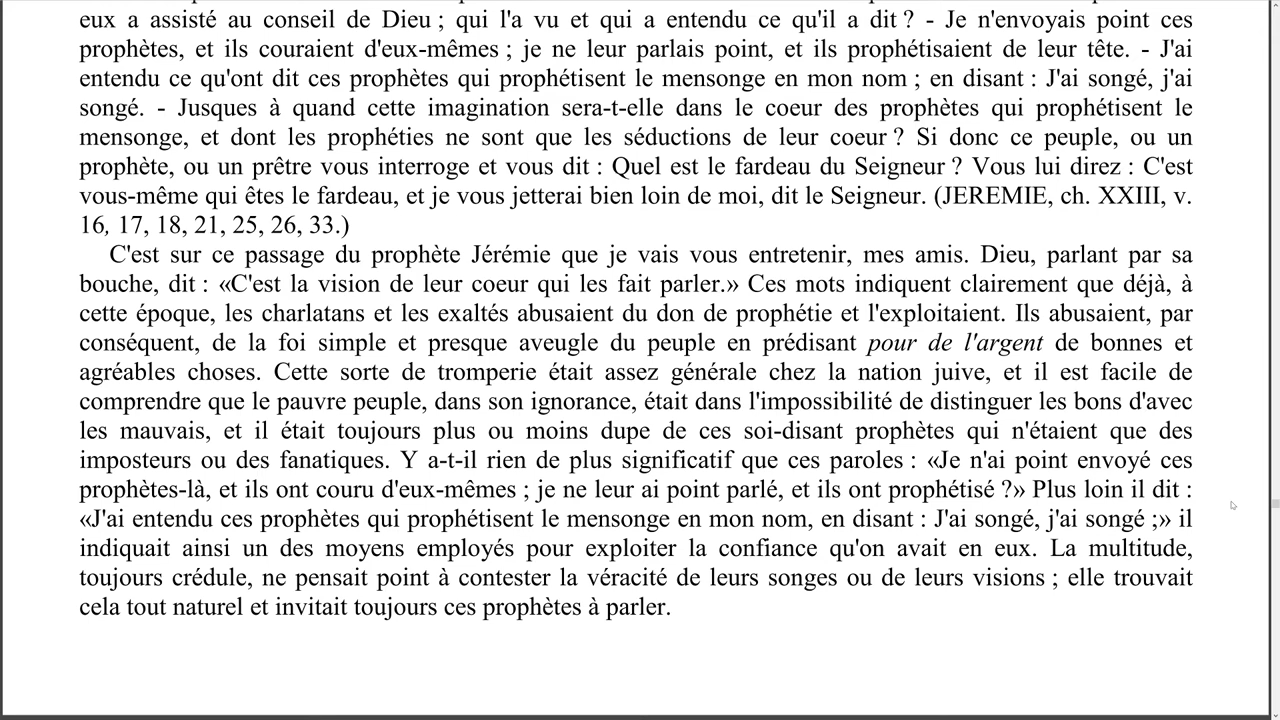 eux a assisté au conseil de Dieu ; qui l'a vu et qui a entendu ce qu'il a dit ? - Je n'envoyais point ces
prophètes, et ils couraient d'eux-mêmes ; je ne leur parlais point, et ils prophétisaient de leur tête. - J'ai
entendu ce qu'ont dit ces prophètes qui prophétisent le mensonge en mon nom ; en disant : J'ai songé, j'ai
songé. - Jusques à quand cette imagination sera-t-elle dans le coeur des prophètes qui prophétisent le
mensonge, et dont les prophéties ne sont que les séductions de leur coeur ? Si donc ce peuple, ou un
prophète, ou un prêtre vous interroge et vous dit : Quel est le fardeau du Seigneur ? Vous lui direz : C'est
vous-même qui êtes le fardeau, et je vous jetterai bien loin de moi, dit le Seigneur. (JEREMIE, ch. XXIII, v.
16, 17, 18, 21, 25, 26, 33.)
C'est sur ce passage du prophète Jérémie que je vais vous entretenir, mes amis. Dieu, parlant par sa
bouche, dit : «C'est la vision de leur coeur qui les fait parler.» Ces mots indiquent clairement que déjà, à
cette époque, les charlatans et les exaltés abusaient du don de prophétie et l'exploitaient. Ils abusaient, par
conséquent, de la foi simple et presque aveugle du peuple en prédisant pour de l'argent de bonnes et
agréables choses. Cette sorte de tromperie était assez générale chez la nation juive, et il est facile de
comprendre que le pauvre peuple, dans son ignorance, était dans l'impossibilité de distinguer les bons d'avec
les mauvais, et il était toujours plus ou moins dupe de ces soi-disant prophètes qui n'étaient que des
imposteurs ou des fanatiques. Y a-t-il rien de plus significatif que ces paroles : «Je n'ai point envoyé ces
prophètes-là, et ils ont couru d'eux-mêmes ; je ne leur ai point parlé, et ils ont prophétisé ?» Plus loin il dit :
«J'ai entendu ces prophètes qui prophétisent le mensonge en mon nom, en disant : J'ai songé, j'ai songé ;» il
indiquait ainsi un des moyens employés pour exploiter la confiance qu'on avait en eux. La multitude,
toujours crédule, ne pensait point à contester la véracité de leurs songes ou de leurs visions ; elle trouvait
cela tout naturel et invitait toujours ces prophètes à parler.